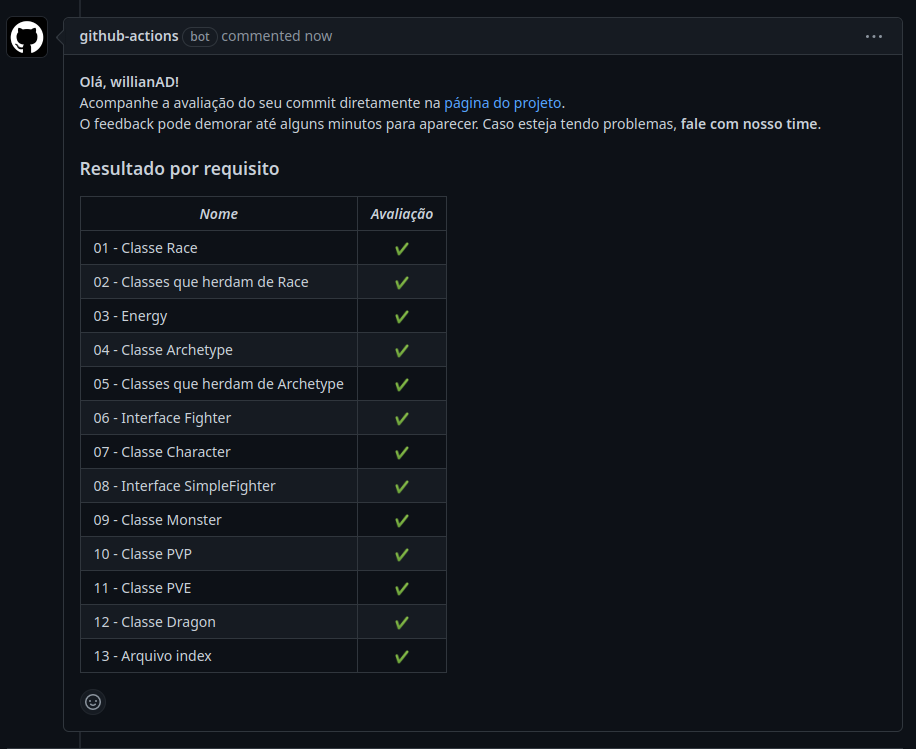 github-actions bot commented now
Olá, willianAD!
Acompanhe a avaliação do seu commit diretamente na página do projeto.
O feedback pode demorar até alguns minutos para aparecer. Caso esteja tendo problemas, fale com nosso time.
Resultado por requisito
Nome Avaliação
01 - Classe Race ✔
02 - Classes que herdam de Race ✔
03 - Energy ✔
04 - Classe Archetype ✔
05 - Classes que herdam de Archetype ✔
06 - Interface Fighter ✔
07 - Classe Character ✔
08 - Interface SimpleFighter ✔
09 - Classe Monster ✔
10 - Classe PVP ✔
11 - Classe PVE ✔
12 - Classe Dragon ✔
13 - Arquivo index ✔